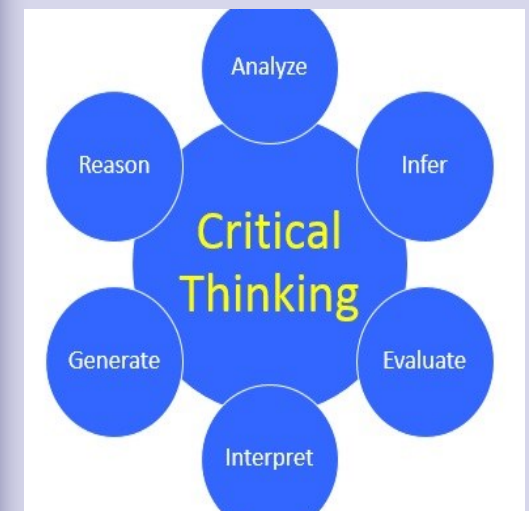 Analyze
Reason
Infer
Critical
Thinking
Generate
Evaluate
Interpret